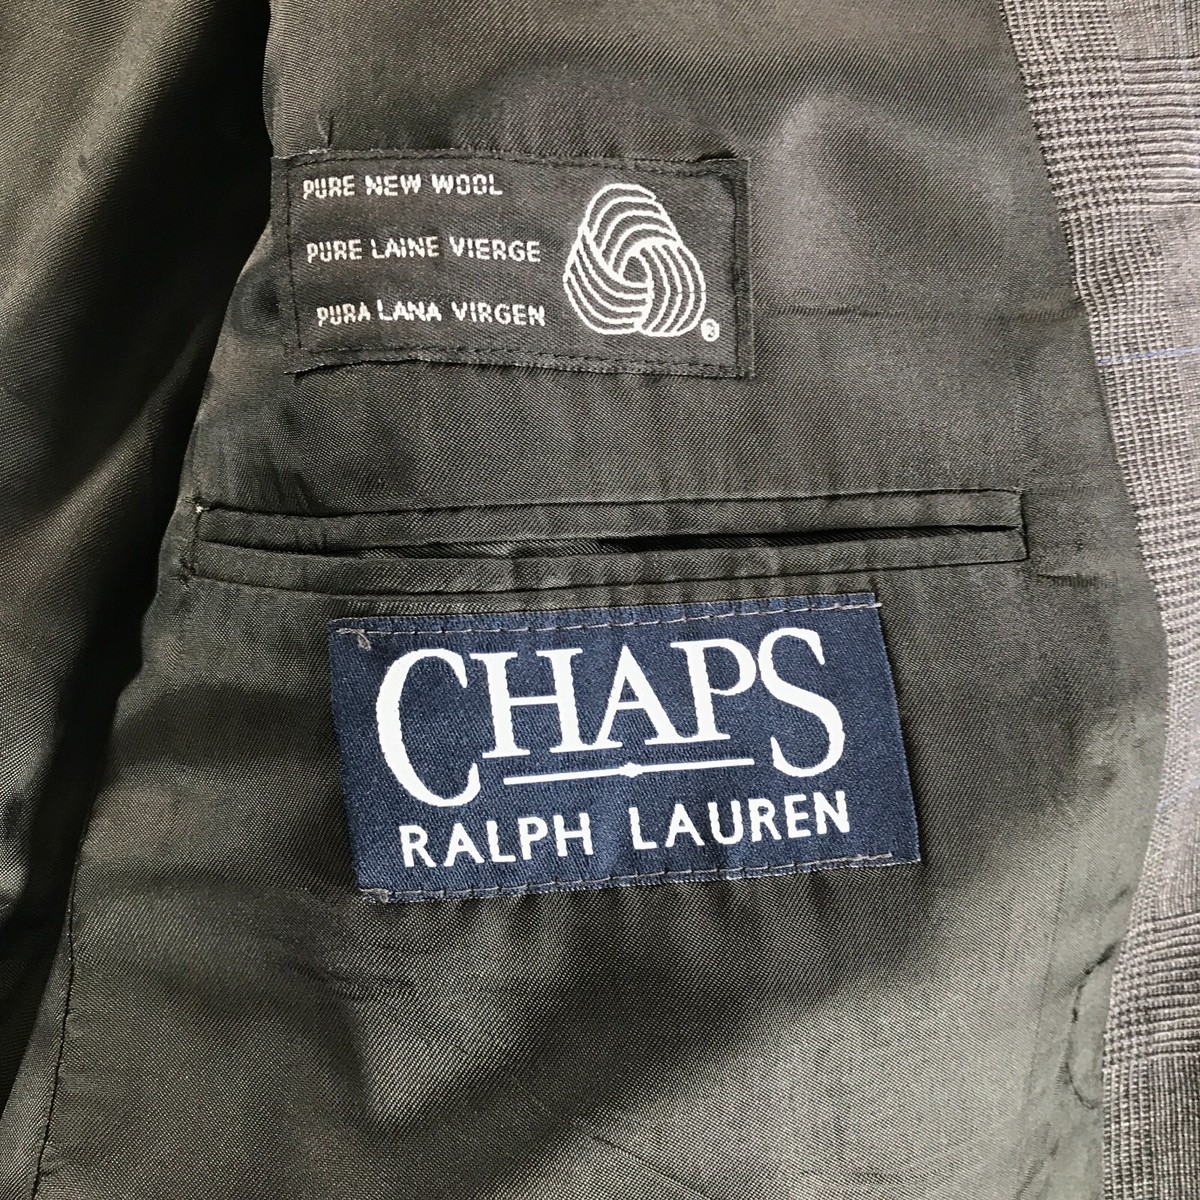 PURE NEW WOOL
PURE LAINE VIERGE
PURA LANA VIRGEN
CHAPS
RALPH LAUREN